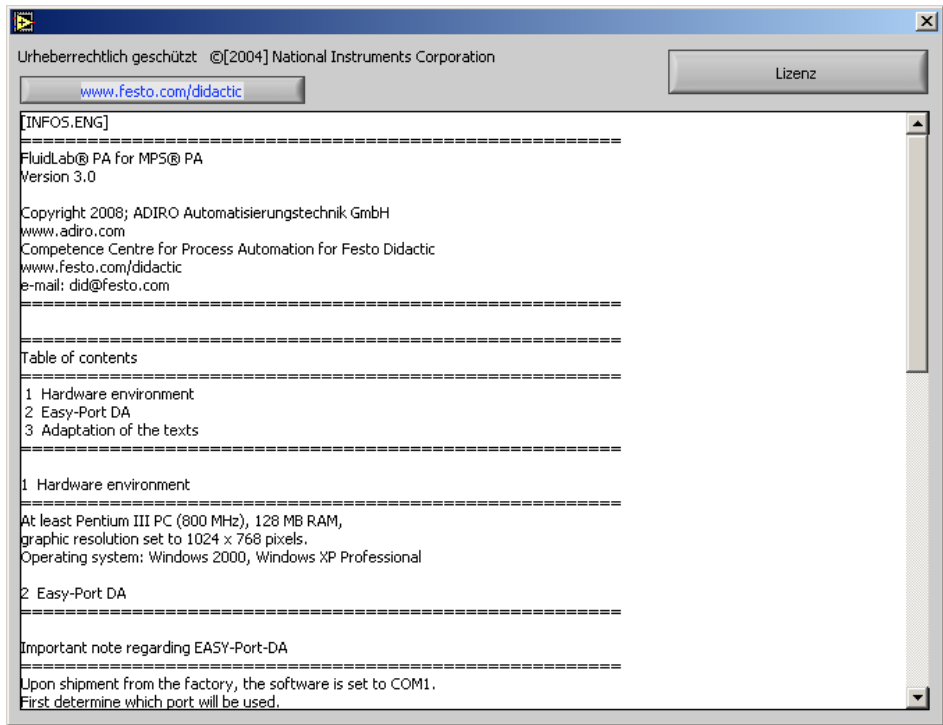 Urheberrechtlich geschützt ©[2004] National Instruments Corporation
Lizenz
www.festo.com/didactic
[INFOS.ENG]
================================================================
FluidLab® PA for MPS® PA
Version 3.0
Copyright 2008; ADIRO Automatisierungstechnik GmbH
www.adiro.com
Competence Centre for Process Automation for Festo Didactic
www.festo.com/didactic
e-mail: did@festo.com
================================================================
================================================================
Table of contents
================================================================
1 Hardware environment
2 Easy-Port DA
3 Adaptation of the texts
================================================================
1 Hardware environment
================================================================
At least Pentium III PC (800 MHz), 128 MB RAM,
graphic resolution set to 1024 x 768 pixels.
Operating system: Windows 2000, Windows XP Professional
2 Easy-Port DA
================================================================
Important note regarding EASY-Port-DA
================================================================
Upon shipment from the factory, the software is set to COM1.
First determine which port will be used.